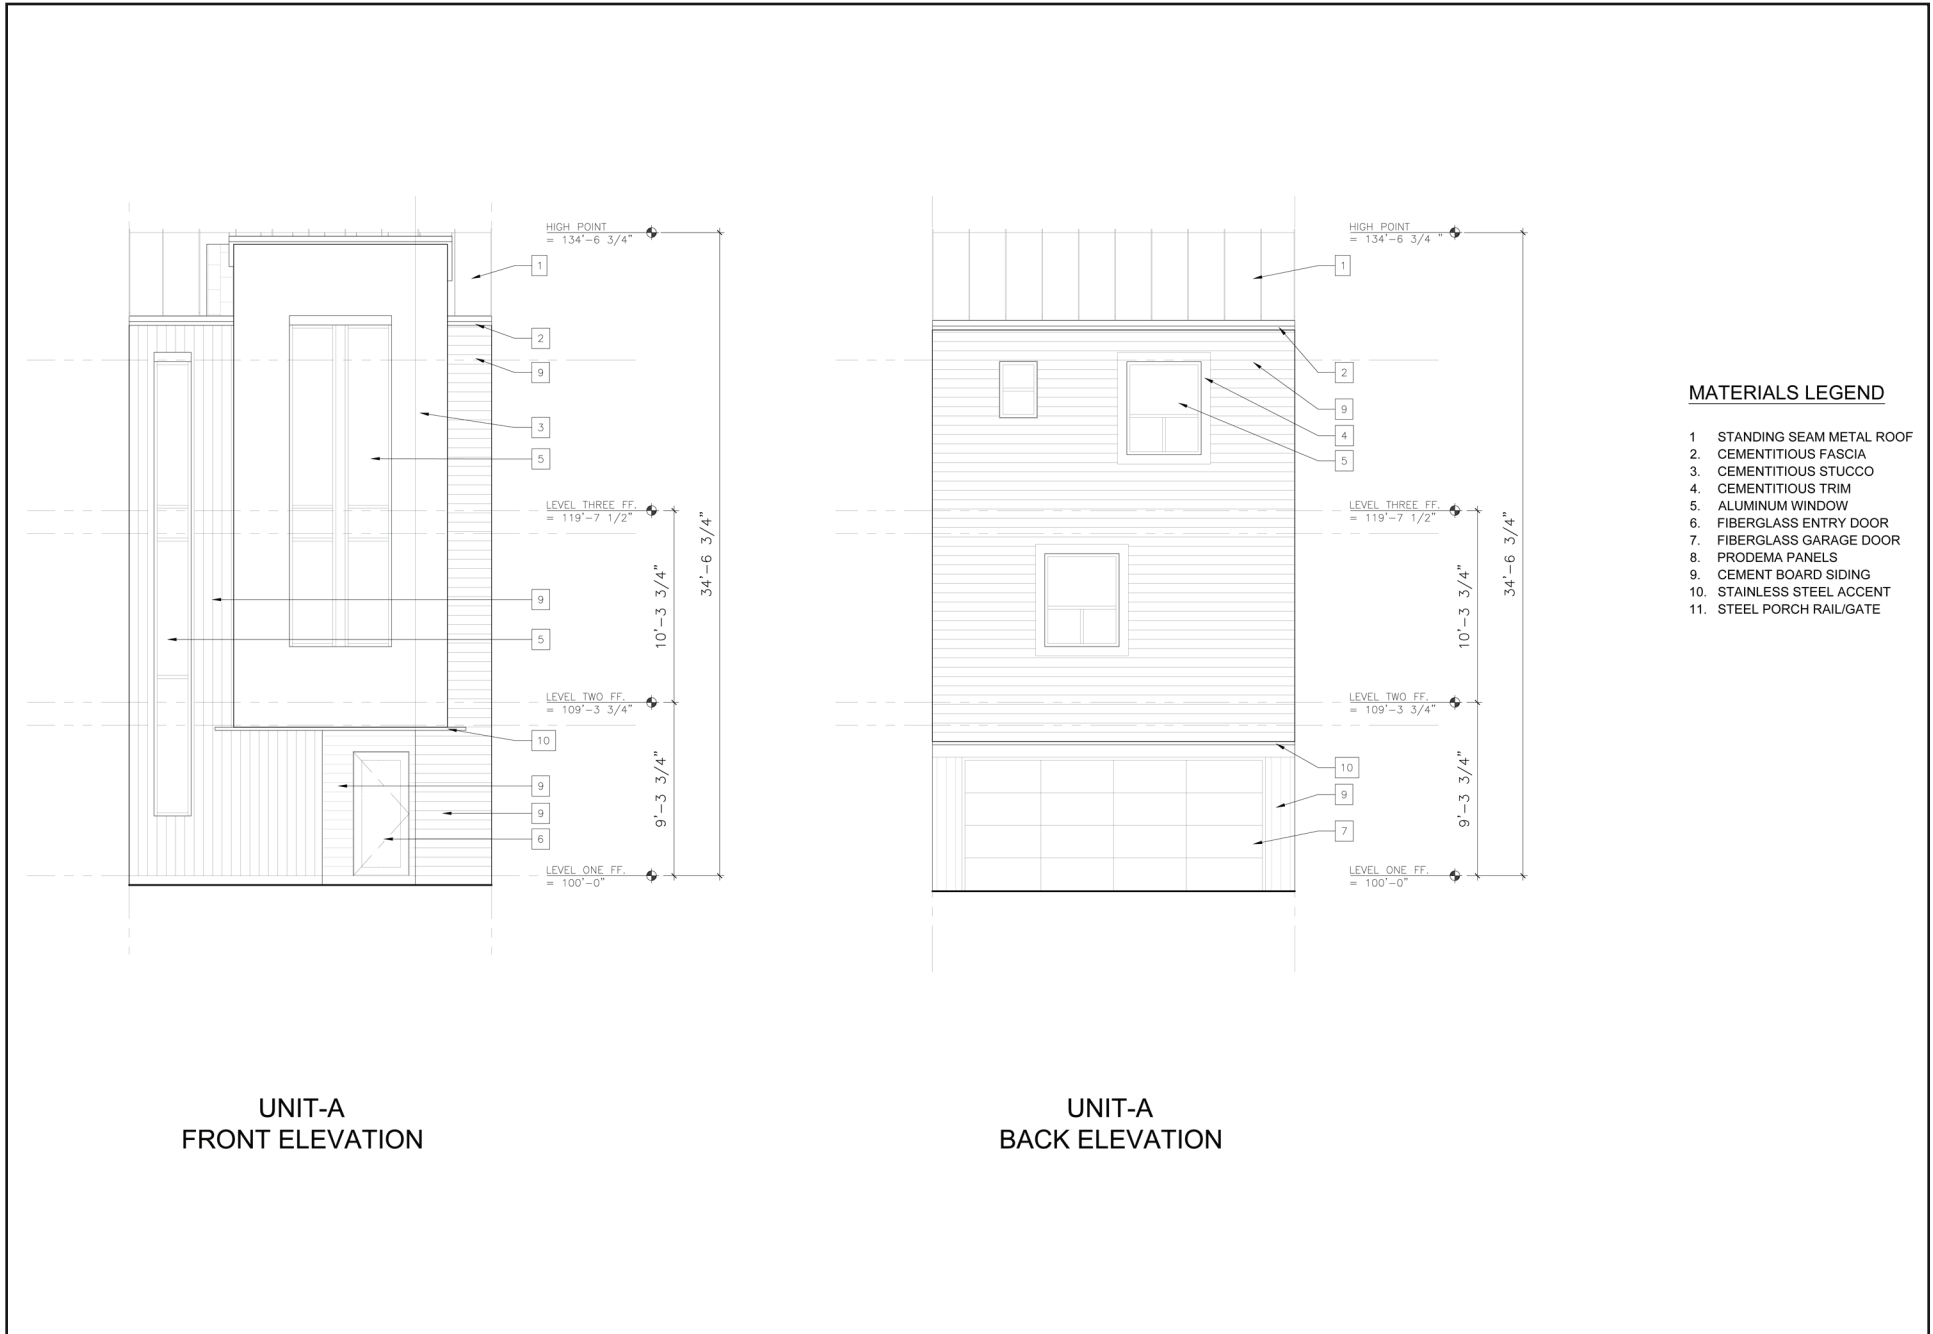 HIGH POINT
= 134'-6 3/4"
1
2
9
3
5
LEVEL THREE FF.
= 119'-7 1/2"
34'-6 3/4"
10'-3 3/4"
9
5
LEVEL TWO FF.
= 109'-3 3/4"
10
9'-3 3/4"
9
9
6
LEVEL ONE FF.
= 100'-0"
UNIT-A
FRONT ELEVATION
HIGH POINT
= 134'-6 3/4 "
1
2
9
4
5
LEVEL THREE FF.
= 119'-7 1/2"
34'-6 3/4"
10'-3 3/4"
LEVEL TWO FF.
= 109'-3 3/4"
10
9'-3 3/4"
9
7
LEVEL ONE FF.
= 100'-0"
UNIT-A
BACK ELEVATION
MATERIALS LEGEND
1 STANDING SEAM METAL ROOF
2. CEMENTITIOUS FASCIA
3. CEMENTITIOUS STUCCO
4. CEMENTITIOUS TRIM
5. ALUMINUM WINDOW
6. FIBERGLASS ENTRY DOOR
7. FIBERGLASS GARAGE DOOR
8. PRODEMA PANELS
9. CEMENT BOARD SIDING
10. STAINLESS STEEL ACCENT
11. STEEL PORCH RAIL/GATE